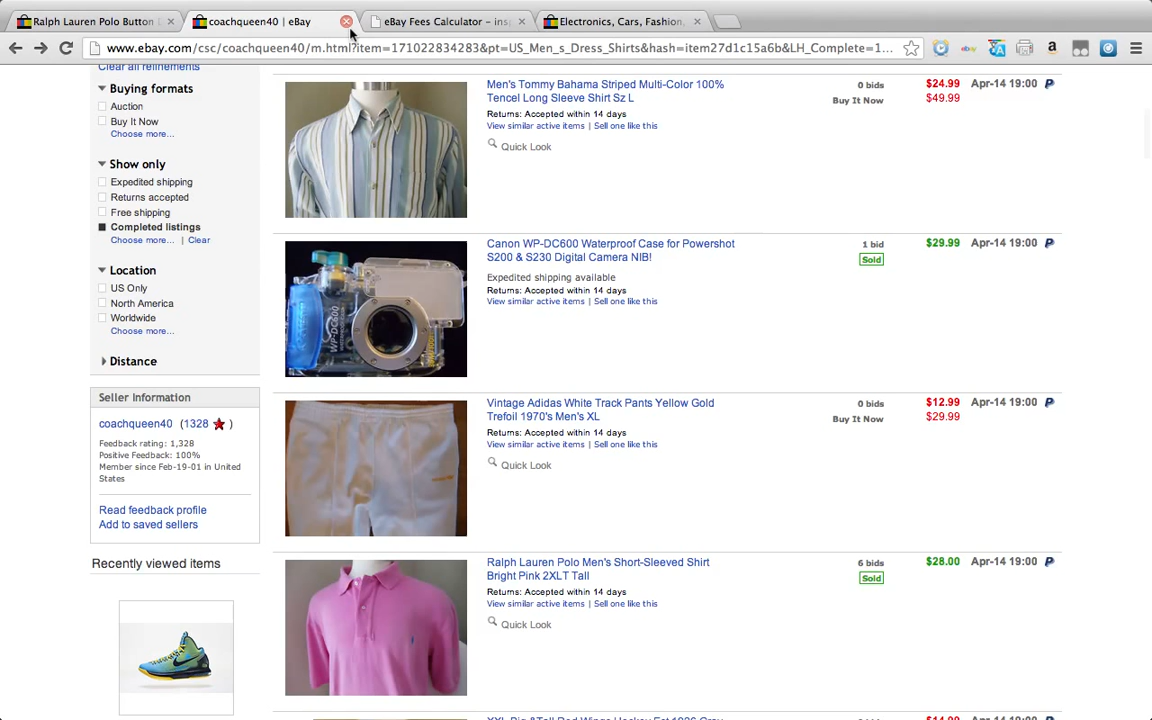 Ralph Lauren Polo Button D
coachqueen40 | eBay
eBay Fees Calculator – ins
Electronics, Cars, Fashion,
www.ebay.com/csc/coachqueen40/m.html?item=171022834283&pt=US_Men_s_Dress_Shirts&hash=item27d1c15a6b&LH_Complete=1...
Clear all refinements
Buying formats
Auction
Buy It Now
Choose more...
Show only
Expedited shipping
Returns accepted
Free shipping
Completed listings
Choose more... | Clear
Location
US Only
North America
Worldwide
Choose more...
Distance
Seller Information
coachqueen40 (1328 )
Feedback rating: 1,328
Positive Feedback: 100%
Member since Feb-19-01 in United
States
Read feedback profile
Add to saved sellers
Recently viewed items
Men's Tommy Bahama Striped Multi-Color 100%
Tencel Long Sleeve Shirt Sz L
Returns: Accepted within 14 days
View similar active items | Sell one like this
Quick Look
0 bids $24.99 Apr-14 19:00 P
Buy It Now $49.99
Canon WP-DC600 Waterproof Case for Powershot
S200 & S230 Digital Camera NIB!
Expedited shipping available
Returns: Accepted within 14 days
View similar active items | Sell one like this
1 bid $29.99 Apr-14 19:00 P
Sold
WP-DC600
Vintage Adidas White Track Pants Yellow Gold
Trefoil 1970's Men's XL
Returns: Accepted within 14 days
View similar active items | Sell one like this
Quick Look
0 bids $12.99 Apr-14 19:00 P
Buy It Now $29.99
Ralph Lauren Polo Men's Short-Sleeved Shirt
Bright Pink 2XLT Tall
Returns: Accepted within 14 days
View similar active items | Sell one like this
Quick Look
6 bids $28.00 Apr-14 19:00 P
Sold